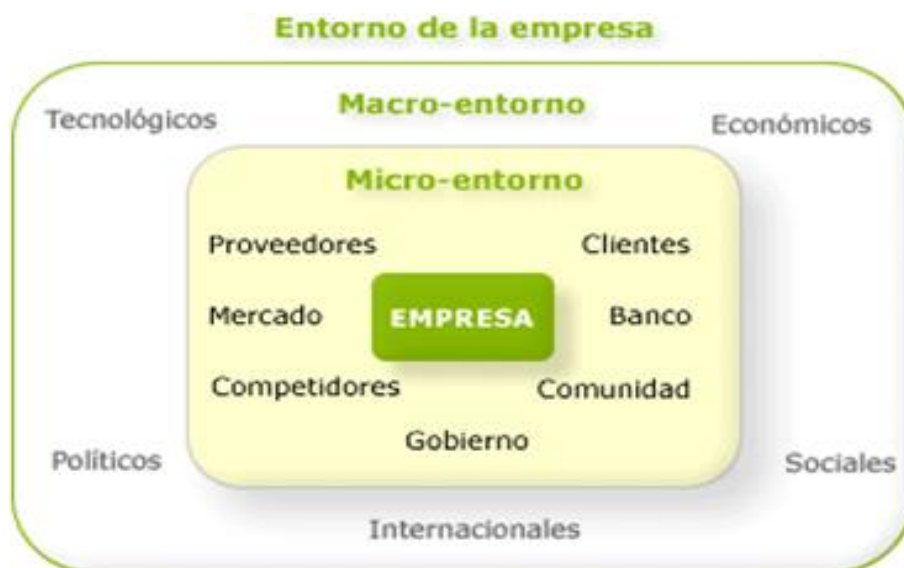 Entorno de la empresa
Macro-entorno
Tecnológicos
Económicos
Micro-entorno
Proveedores
Clientes
Mercado
EMPRESA
Banco
Competidores
Comunidad
Gobierno
Políticos
Sociales
Internacionales